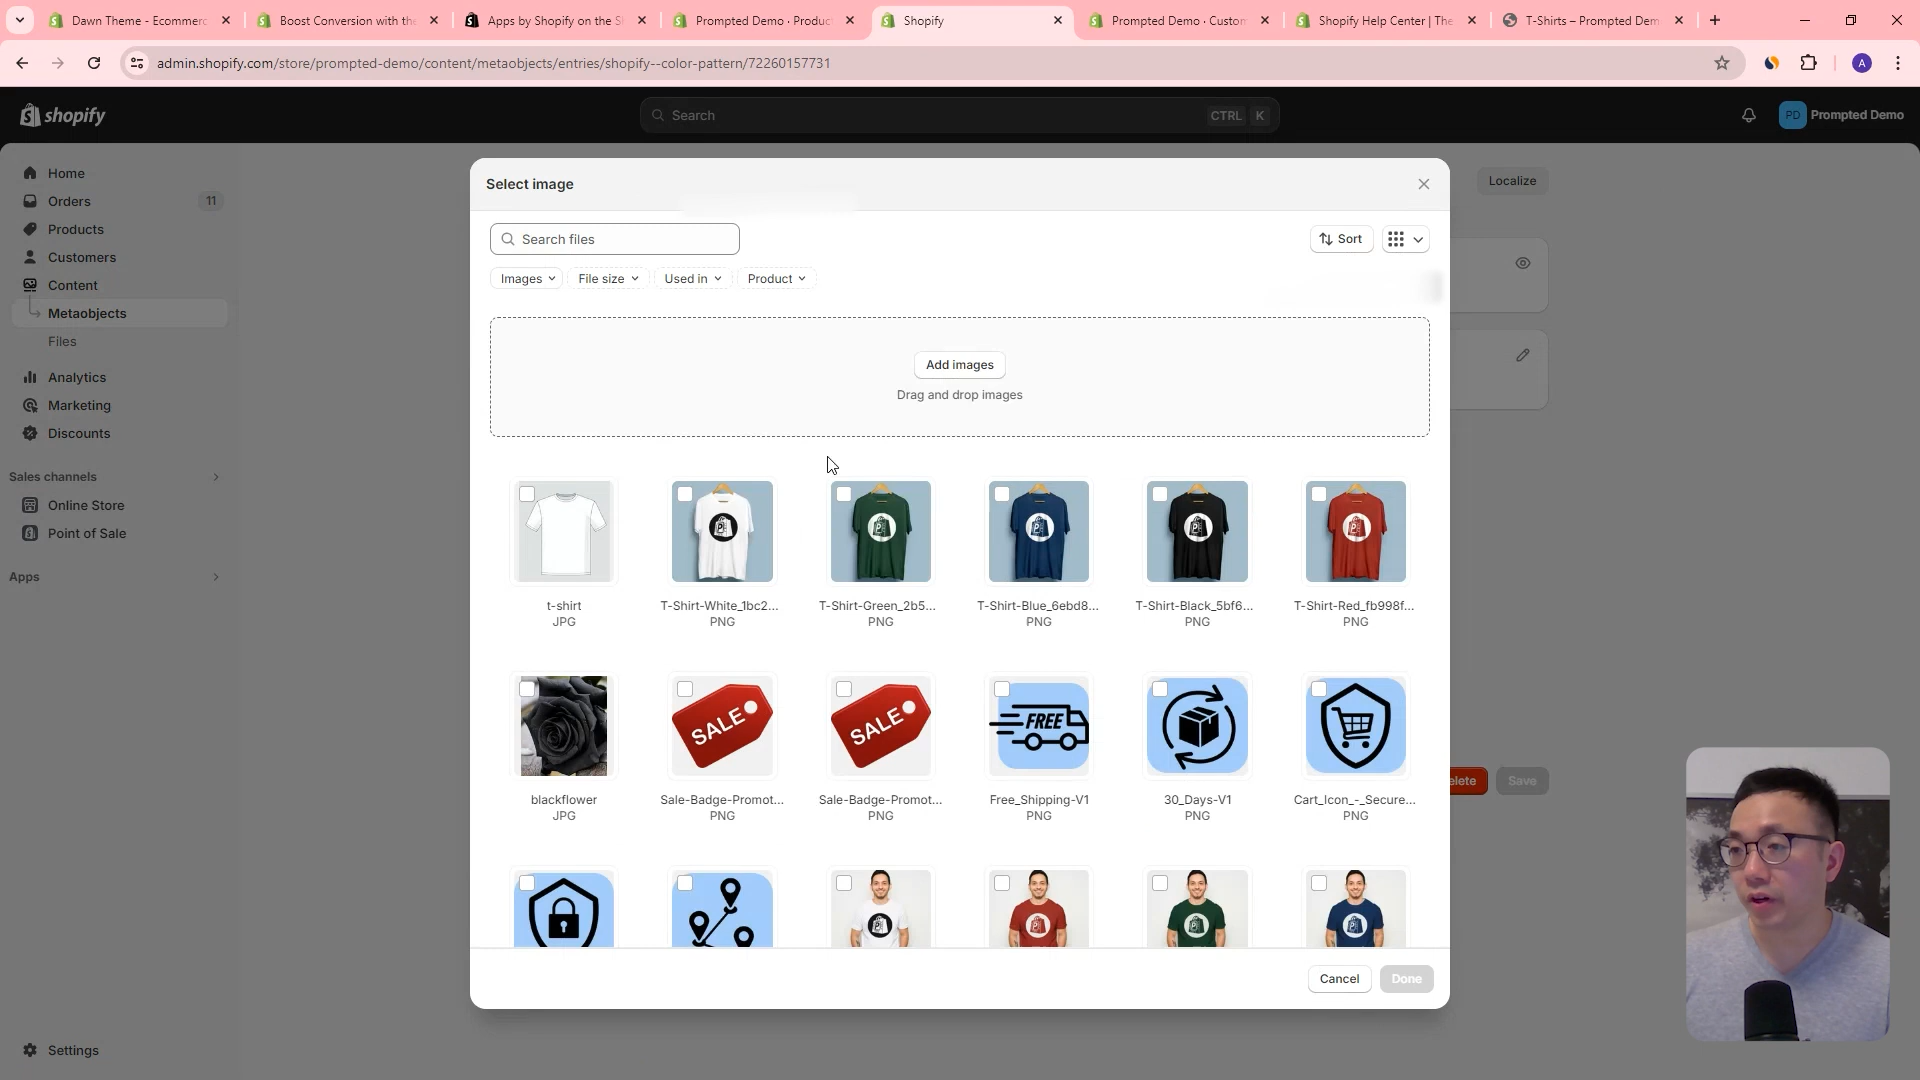 Dawn Theme - Ecommerc
Boost Conversion with the
Apps by Shopify on the S
Prompted Demo · Produc
Shopify
Prompted Demo · Custom
Shopify Help Center | The
T-Shirts – Prompted Dem
admin.shopify.com/store/prompted-demo/content/metaobjects/entries/shopify--color-pattern/72260157731
A
shopify
Search
CTRL K
PD
Prompted Demo
Home
Orders
11
Products
Customers
Content
Metaobjects
Files
Analytics
Marketing
Discounts
Sales channels
Online Store
Point of Sale
Apps
Settings
Localize
Select image
Search files
Sort
Images
File size
Used in
Product
Add images
Drag and drop images
t-shirt
JPG
T-Shirt-White_1bc2...
PNG
T-Shirt-Green_2b5...
PNG
T-Shirt-Blue_6ebd8...
PNG
T-Shirt-Black_5bf6...
PNG
T-Shirt-Red_fb998f...
PNG
SALE
SALE
FREE
blackflower
JPG
Sale-Badge-Promot...
PNG
Sale-Badge-Promot...
PNG
Free_Shipping-V1
PNG
30_Days-V1
PNG
Cart_Icon_-_Secure...
PNG
elete
Save
Cancel
Done